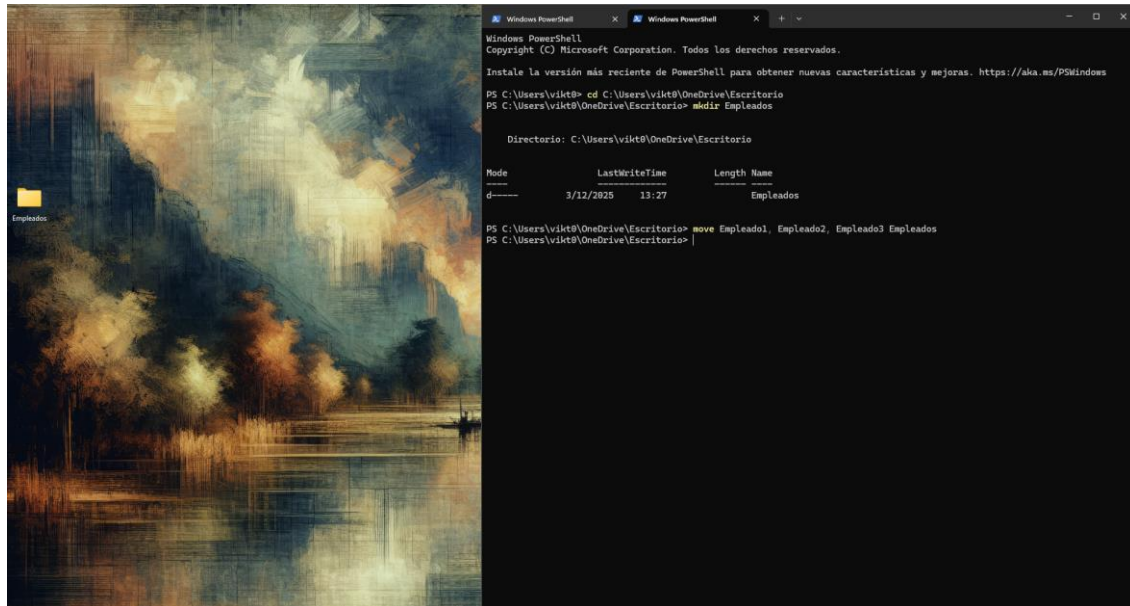 Empleados
Windows PowerShell
Windows PowerShell
Windows PowerShell
Copyright (C) Microsoft Corporation. Todos los derechos reservados.
Instale la versión más reciente de PowerShell para obtener nuevas características y mejoras. https://aka.ms/PSWindows
PS C:\Users\vikt0> cd C:\Users\vikt0\OneDrive\Escritorio
PS C:\Users\vikt0\OneDrive\Escritorio> mkdir Empleados
Directorio: C:\Users\vikt0\OneDrive\Escritorio
Mode LastWriteTime Length Name
---- ------------- ------ ----
d----- 3/12/2025 13:27 Empleados
PS C:\Users\vikt0\OneDrive\Escritorio> move Empleado1, Empleado2, Empleado3 Empleados
PS C:\Users\vikt0\OneDrive\Escritorio>